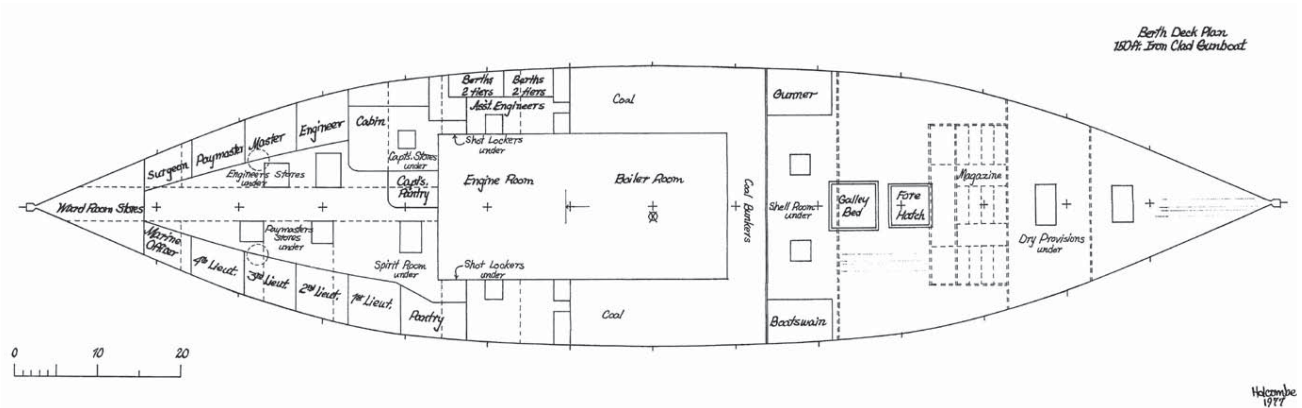 Berth Deck Plan
150ft. Iron Clad Gunboat
Berths
2 tiers
Berths
2 tiers
Ass't. Engineers
Coal
Gunner
Surgeon
Paymaster
Master
Engineer
Cabin
Shot Lockers
under
Capt's. Stores
under
Engineers Stores
under
Capt's.
Pantry
Engine Room
Boiler Room
Coal Bunkers
Shell Room
under
Galley
Bed
Fore
Hatch
Magazine
Ward Room Stores
Marine
Officer
4th Lieut.
3rd Lieut
2nd Lieut.
1st Lieut.
Pantry
Paymasters
Stores
under
Spirit Room
under
Shot Lockers
under
Coal
Boatswain
Dry Provisions
under
0 10 20
Holcombe
1977